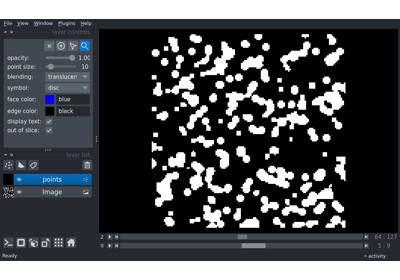 File View Window Plugins Help
layer controls
opacity: 1.00
point size: 10
blending: translucen
symbol: disc
face color: blue
edge color: black
display text:
out of slice:
layer list
points
Image
2 64 127
0 5 9
Ready activity